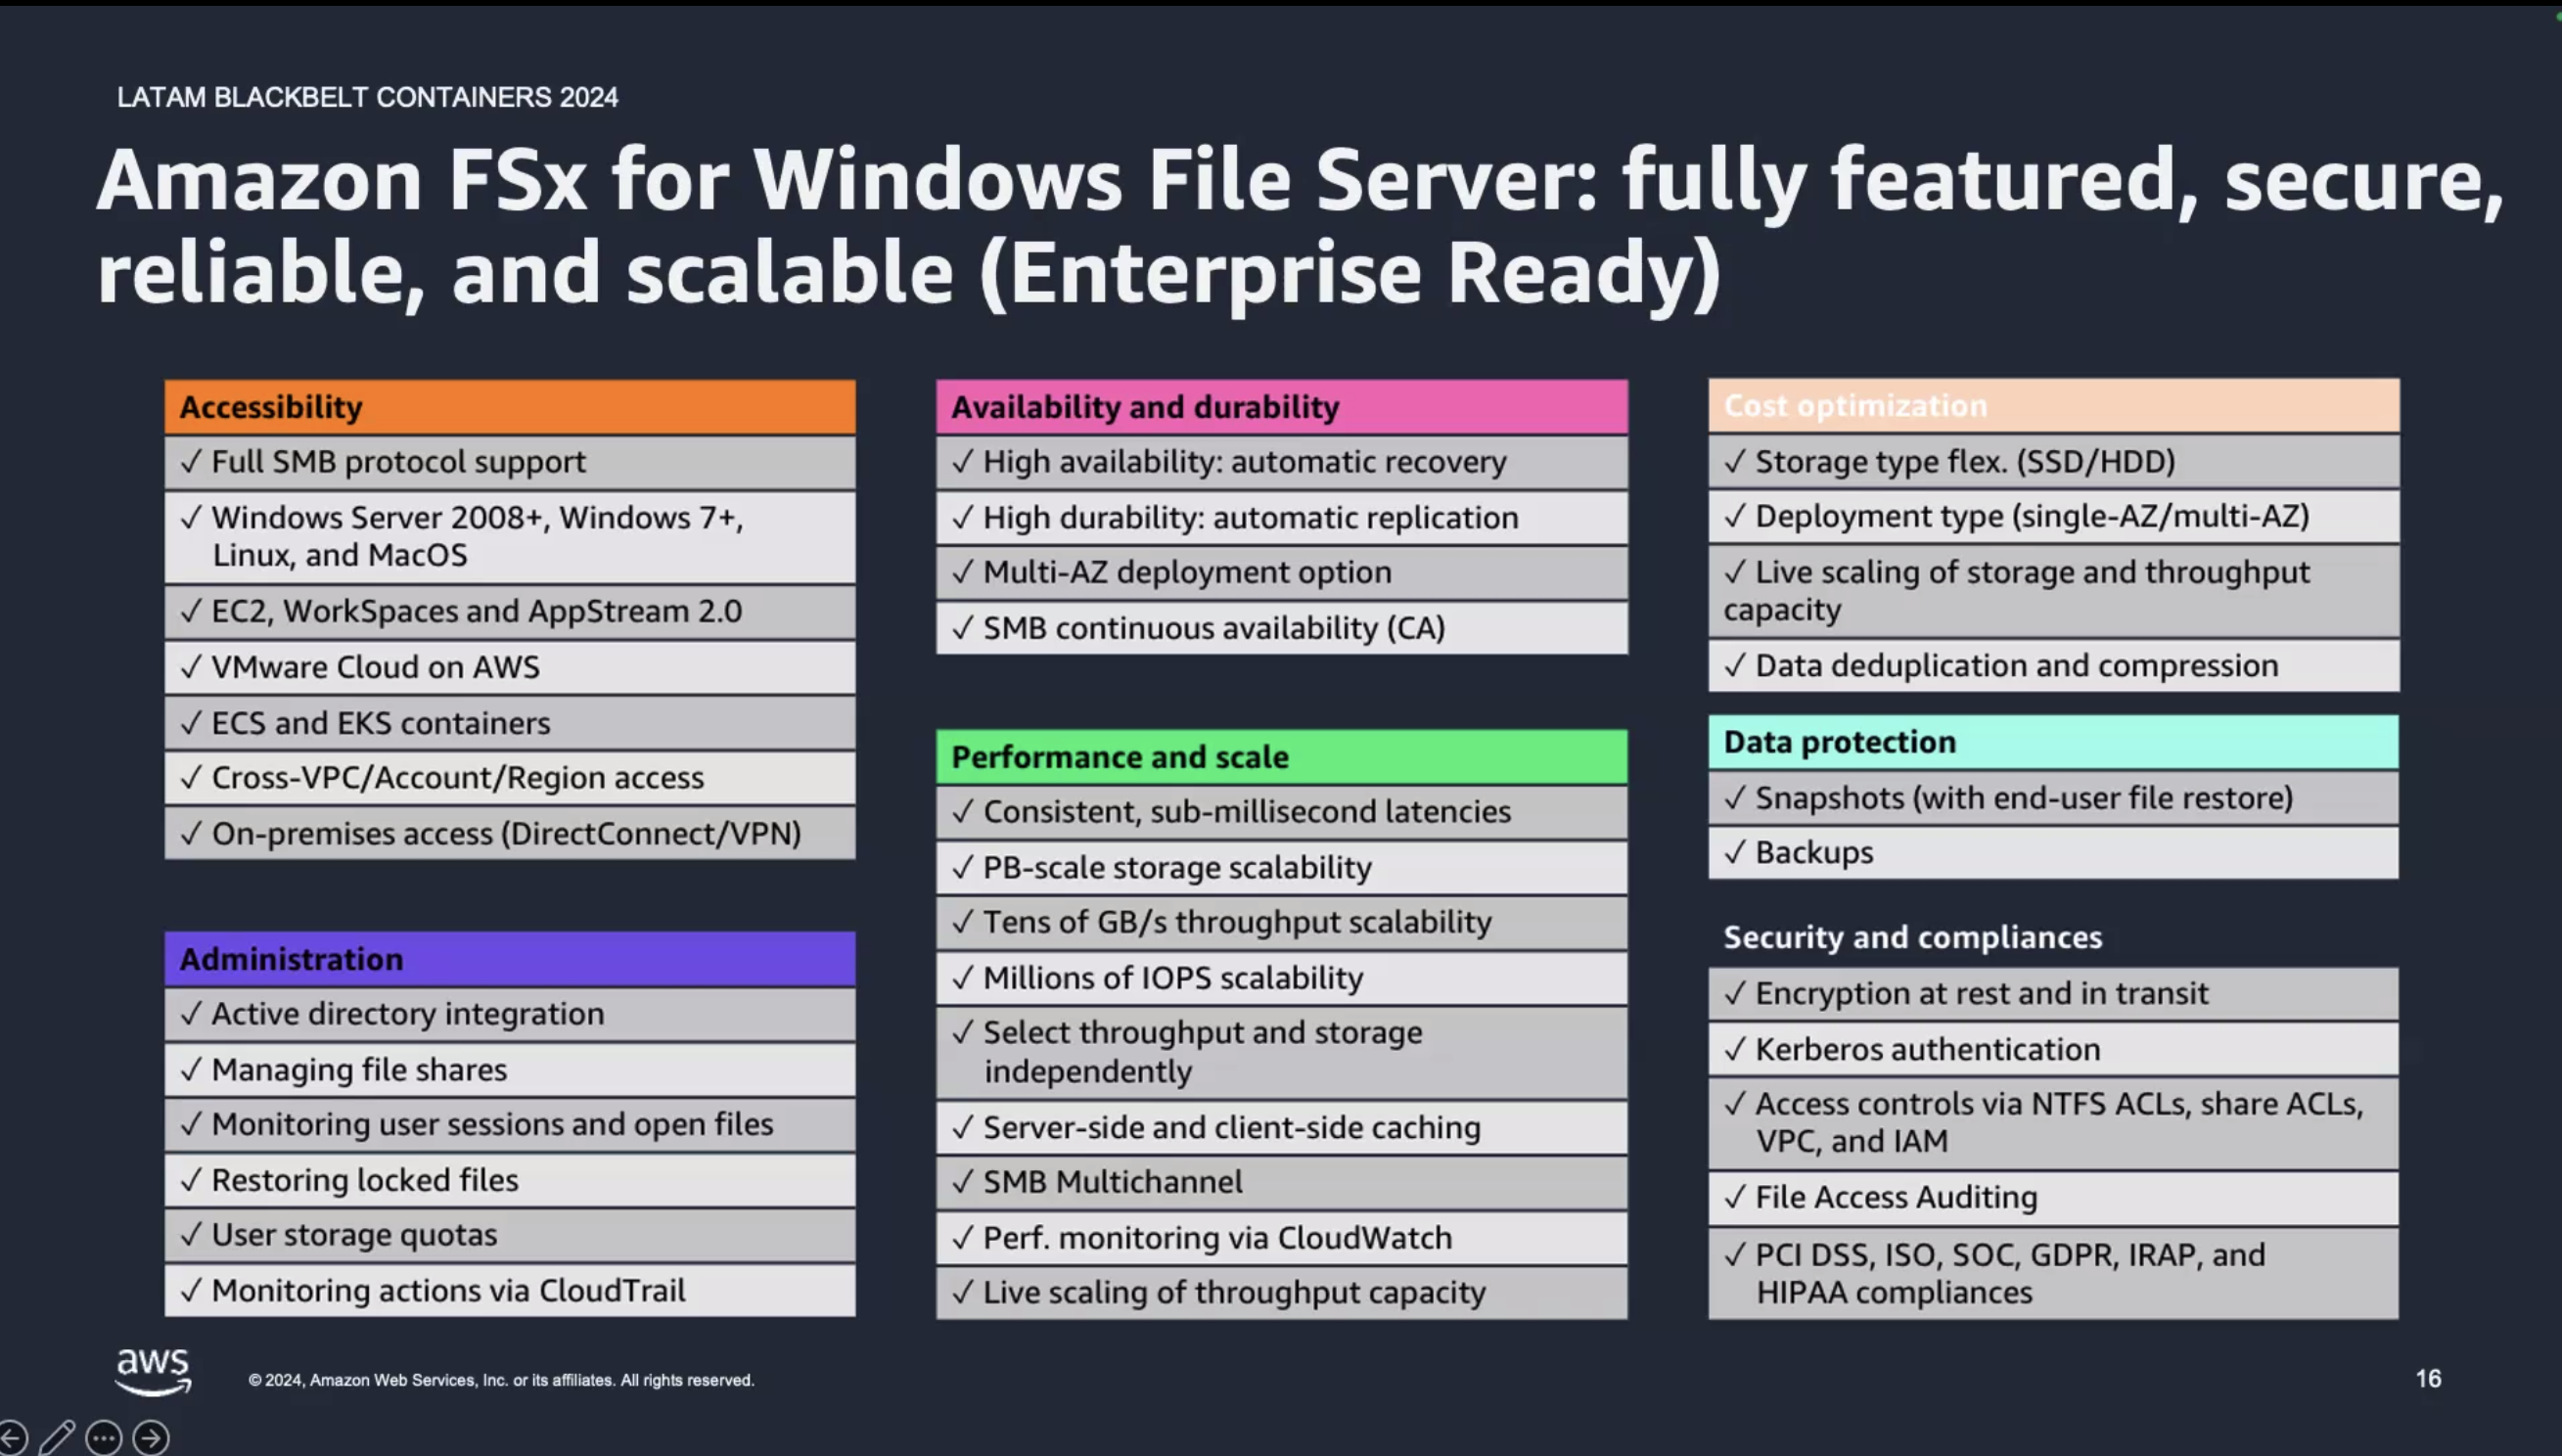 LATAM BLACKBELT CONTAINERS 2024
Amazon FSx for Windows File Server: fully featured, secure,
reliable, and scalable (Enterprise Ready)
Accessibility
✓ Full SMB protocol support
✓ Windows Server 2008+, Windows 7+,
Linux, and MacOS
✓ EC2, WorkSpaces and AppStream 2.0
✓ VMware Cloud on AWS
✓ ECS and EKS containers
✓ Cross-VPC/Account/Region access
✓ On-premises access (DirectConnect/VPN)
Administration
✓ Active directory integration
✓ Managing file shares
✓ Monitoring user sessions and open files
✓ Restoring locked files
✓ User storage quotas
✓ Monitoring actions via CloudTrail
Availability and durability
✓ High availability: automatic recovery
✓ High durability: automatic replication
✓ Multi-AZ deployment option
✓ SMB continuous availability (CA)
Performance and scale
✓ Consistent, sub-millisecond latencies
✓ PB-scale storage scalability
✓ Tens of GB/s throughput scalability
✓ Millions of IOPS scalability
✓ Select throughput and storage
independently
✓ Server-side and client-side caching
✓ SMB Multichannel
✓ Perf. monitoring via CloudWatch
✓ Live scaling of throughput capacity
Cost optimization
✓ Storage type flex. (SSD/HDD)
✓ Deployment type (single-AZ/multi-AZ)
✓ Live scaling of storage and throughput
capacity
✓ Data deduplication and compression
Data protection
✓ Snapshots (with end-user file restore)
✓ Backups
Security and compliances
✓ Encryption at rest and in transit
✓ Kerberos authentication
✓ Access controls via NTFS ACLs, share ACLs,
VPC, and IAM
✓ File Access Auditing
✓ PCI DSS, ISO, SOC, GDPR, IRAP, and
HIPAA compliances
aws
© 2024, Amazon Web Services, Inc. or its affiliates. All rights reserved.
16